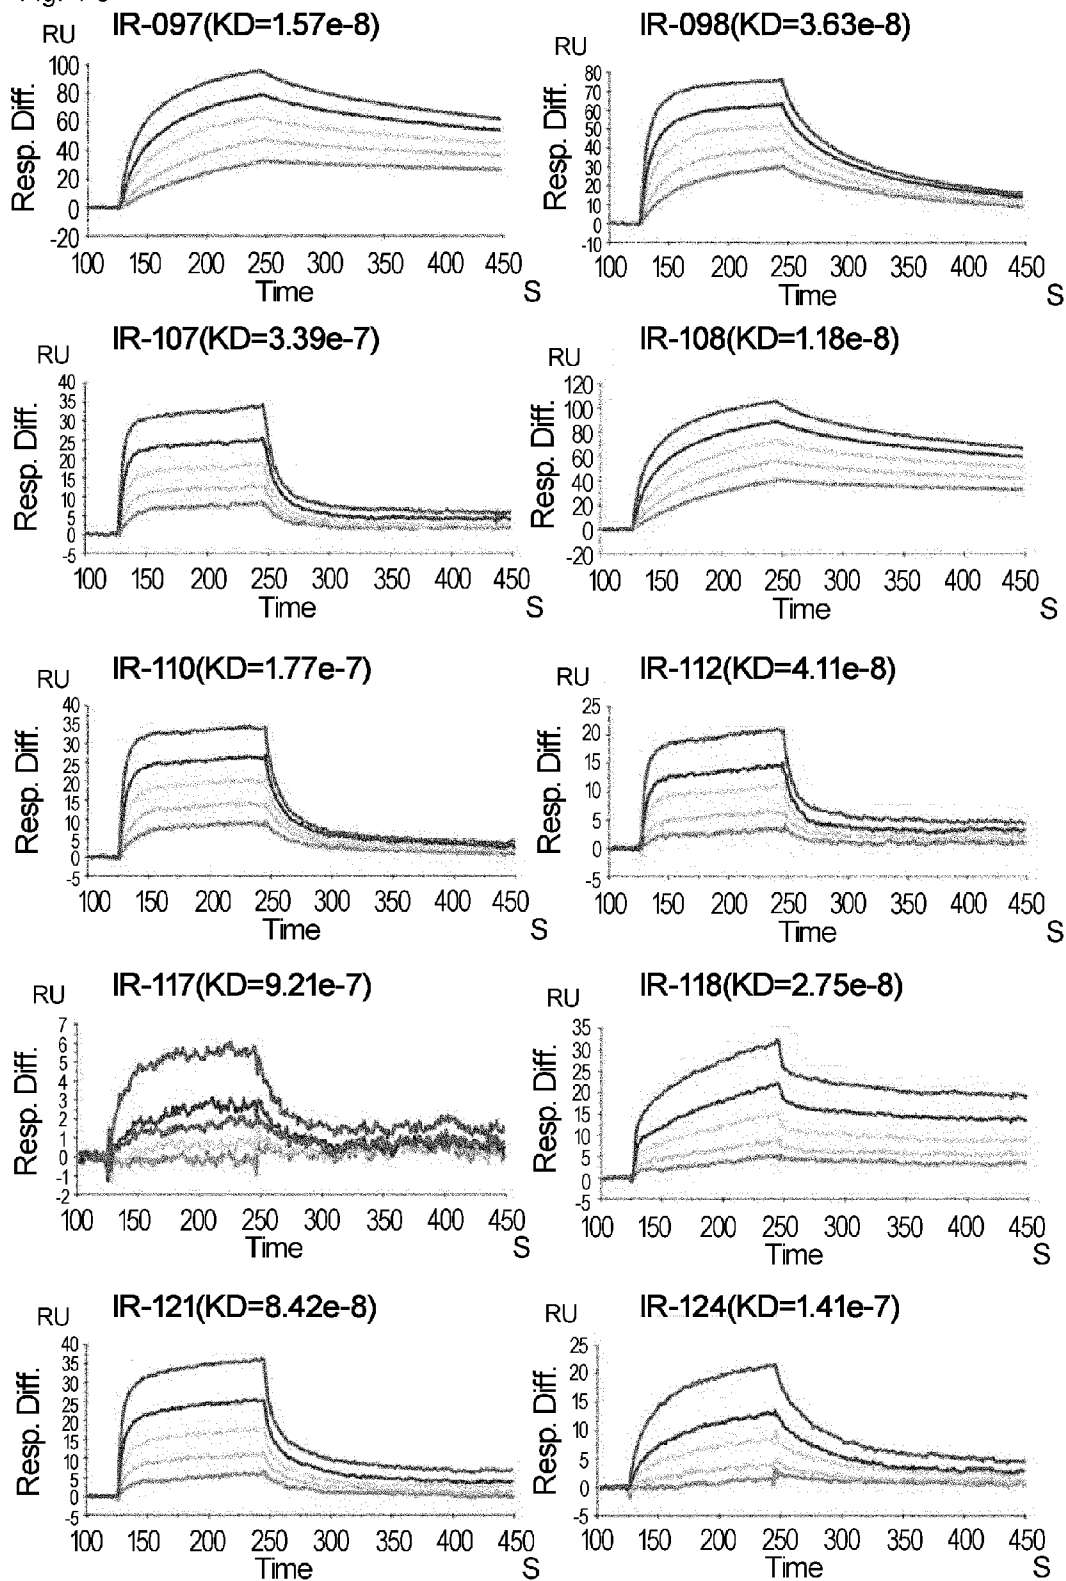 IR-097(KD=1.57e-8)
RU
Resp. Diff.
100
80
60
40
20
0
-20
100 150 200 250 300 350 400 450
Time
S
IR-098(KD=3.63e-8)
RU
Resp. Diff.
80
70
60
50
40
30
20
10
0
-10
100 150 200 250 300 350 400 450
Time
S
IR-107(KD=3.39e-7)
RU
Resp. Diff.
40
35
30
25
20
15
10
5
0
-5
100 150 200 250 300 350 400 450
Time
S
IR-108(KD=1.18e-8)
RU
Resp. Diff.
120
100
80
60
40
20
0
-20
100 150 200 250 300 350 400 450
Time
S
IR-110(KD=1.77e-7)
RU
Resp. Diff.
40
35
30
25
20
15
10
5
0
-5
100 150 200 250 300 350 400 450
Time
S
IR-112(KD=4.11e-8)
RU
Resp. Diff.
25
20
15
10
5
0
-5
100 150 200 250 300 350 400 450
Time
S
IR-117(KD=9.21e-7)
RU
Resp. Diff.
7
6
5
4
3
2
1
0
-1
-2
100 150 200 250 300 350 400 450
Time
S
IR-118(KD=2.75e-8)
RU
Resp. Diff.
35
30
25
20
15
10
5
0
-5
100 150 200 250 300 350 400 450
Time
S
IR-121(KD=8.42e-8)
RU
Resp. Diff.
40
35
30
25
20
15
10
5
0
-5
100 150 200 250 300 350 400 450
Time
S
IR-124(KD=1.41e-7)
RU
Resp. Diff.
25
20
15
10
5
0
-5
100 150 200 250 300 350 400 450
Time
S